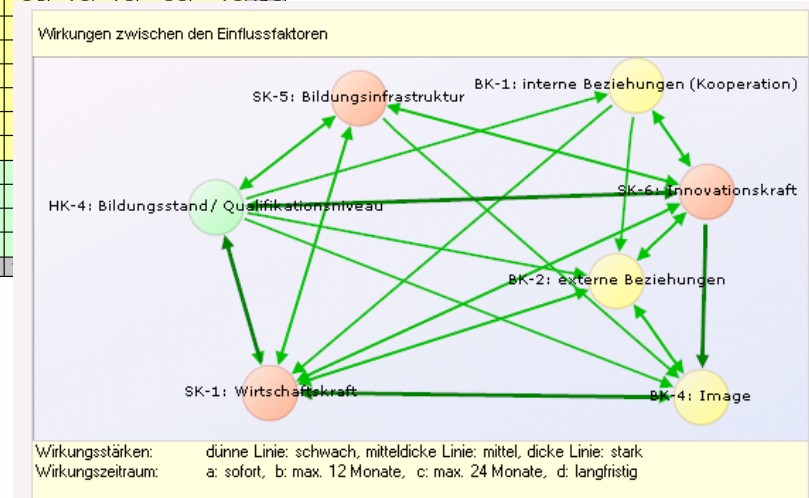 Wirkungen zwischen den Einflussfaktoren
BK-1: interne Beziehungen (Kooperation)
SK-5: Bildungsinfrastruktur
SK-6: Innovationskraft
HK-4: Bildungsstand / Qualifikationsniveau
BK-2: externe Beziehungen
SK-1: Wirtschaftskraft
BK-4: Image
Wirkungsstärken: dünne Linie: schwach, mitteldicke Linie: mittel, dicke Linie: stark
Wirkungszeitraum: a: sofort, b: max. 12 Monate, c: max. 24 Monate, d: langfristig